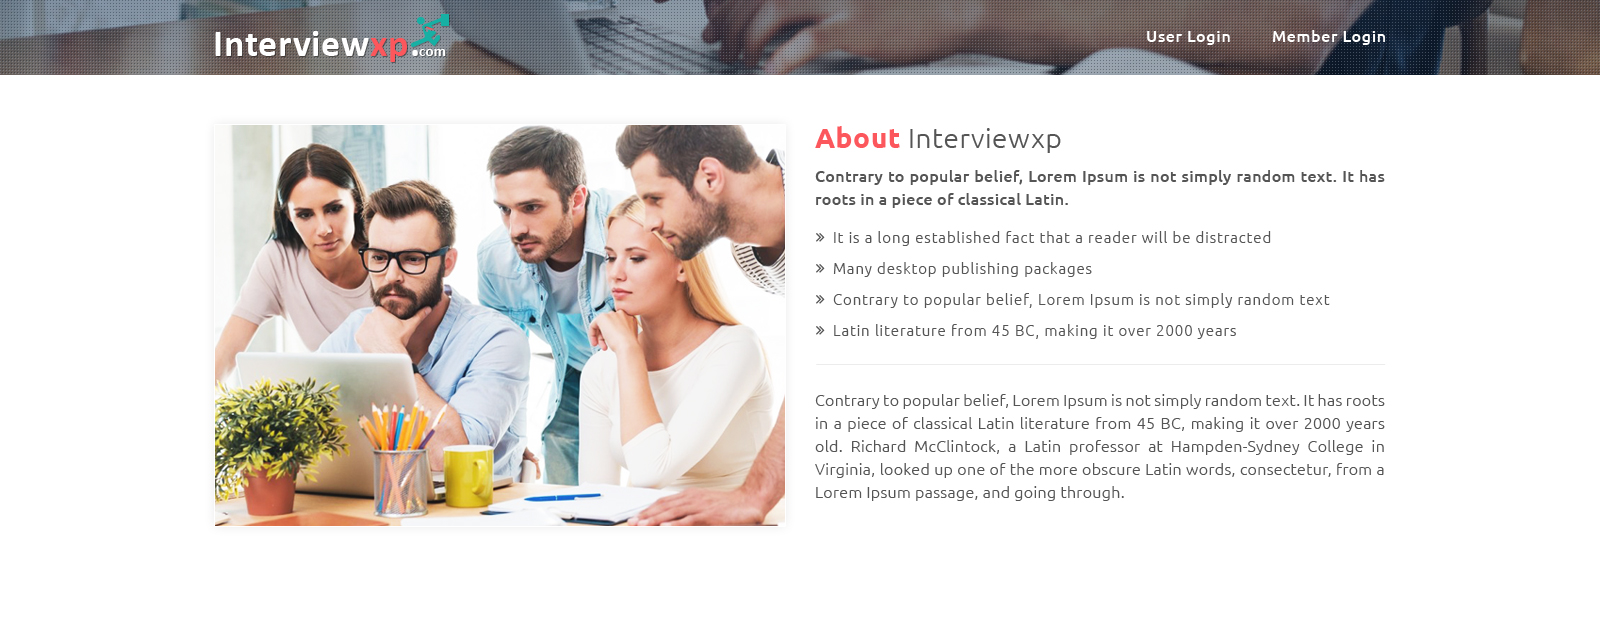 Interviewxp.com
User Login
Member Login
About Interviewxp
Contrary to popular belief, Lorem Ipsum is not simply random text. It has
roots in a piece of classical Latin.
» It is a long established fact that a reader will be distracted
» Many desktop publishing packages
» Contrary to popular belief, Lorem Ipsum is not simply random text
» Latin literature from 45 BC, making it over 2000 years
Contrary to popular belief, Lorem Ipsum is not simply random text. It has roots
in a piece of classical Latin literature from 45 BC, making it over 2000 years
old. Richard McClintock, a Latin professor at Hampden-Sydney College in
Virginia, looked up one of the more obscure Latin words, consectetur, from a
Lorem Ipsum passage, and going through.